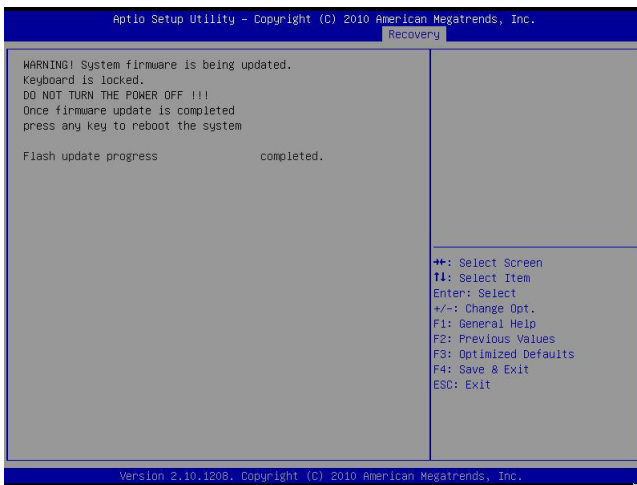 Aptio Setup Utility - Copyright (C) 2010 American Megatrends, Inc.
Recovery
WARNING! System firmware is being updated.
Keyboard is locked.
DO NOT TURN THE POWER OFF !!!
Once firmware update is completed
press any key to reboot the system
Flash update progress completed.
→←: Select Screen
↑↓: Select Item
Enter: Select
+/-: Change Opt.
F1: General Help
F2: Previous Values
F3: Optimized Defaults
F4: Save & Exit
ESC: Exit
Version 2.10.1208. Copyright (C) 2010 American Megatrends, Inc.